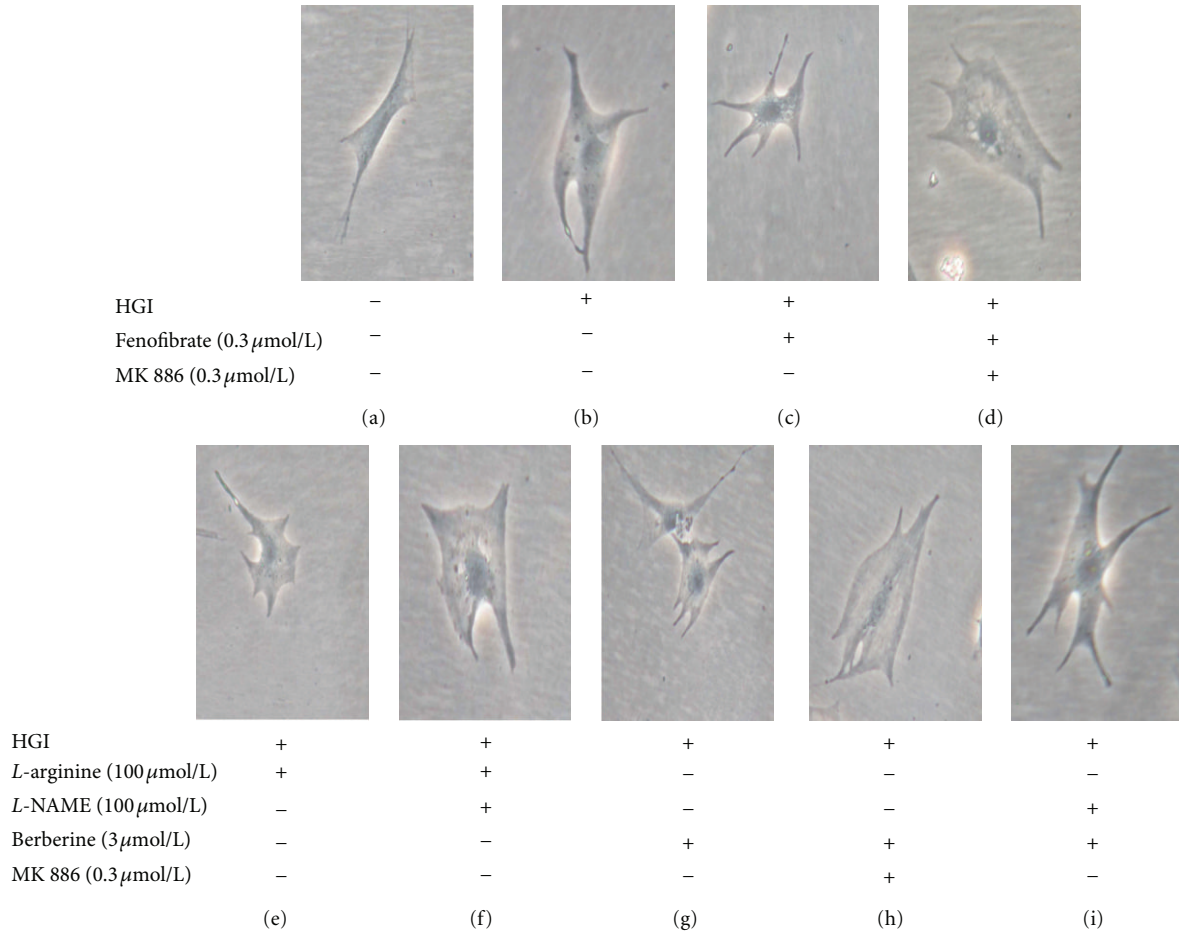 HGI − + + +
Fenofibrate (0.3 μmol/L) − − + +
MK 886 (0.3 μmol/L) − − − +
(a) (b) (c) (d)
HGI + + + + +
L-arginine (100 μmol/L) + + − − −
L-NAME (100 μmol/L) − + − − +
Berberine (3 μmol/L) − − + + +
MK 886 (0.3 μmol/L) − − − + −
(e) (f) (g) (h) (i)